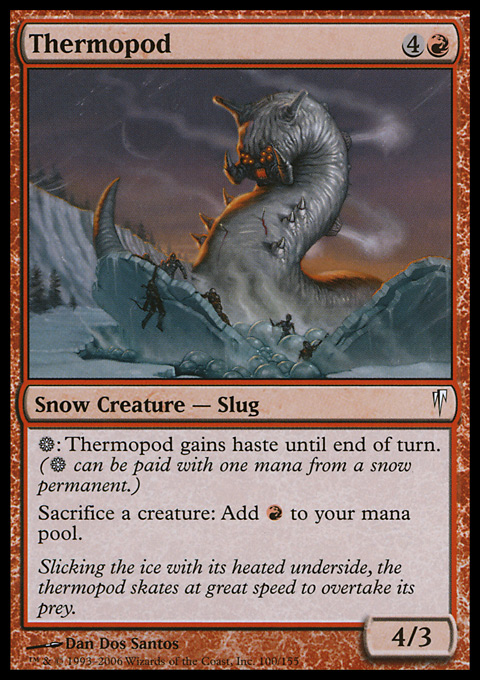 Thermopod 4
Snow Creature — Slug
: Thermopod gains haste until end of turn.
( can be paid with one mana from a snow
permanent.)
Sacrifice a creature: Add to your mana
pool.
Slicking the ice with its heated underside, the
thermopod skates at great speed to overtake its
prey.
4/3
Dan Dos Santos
™ & © 1993–2006 Wizards of the Coast, Inc. 100/155